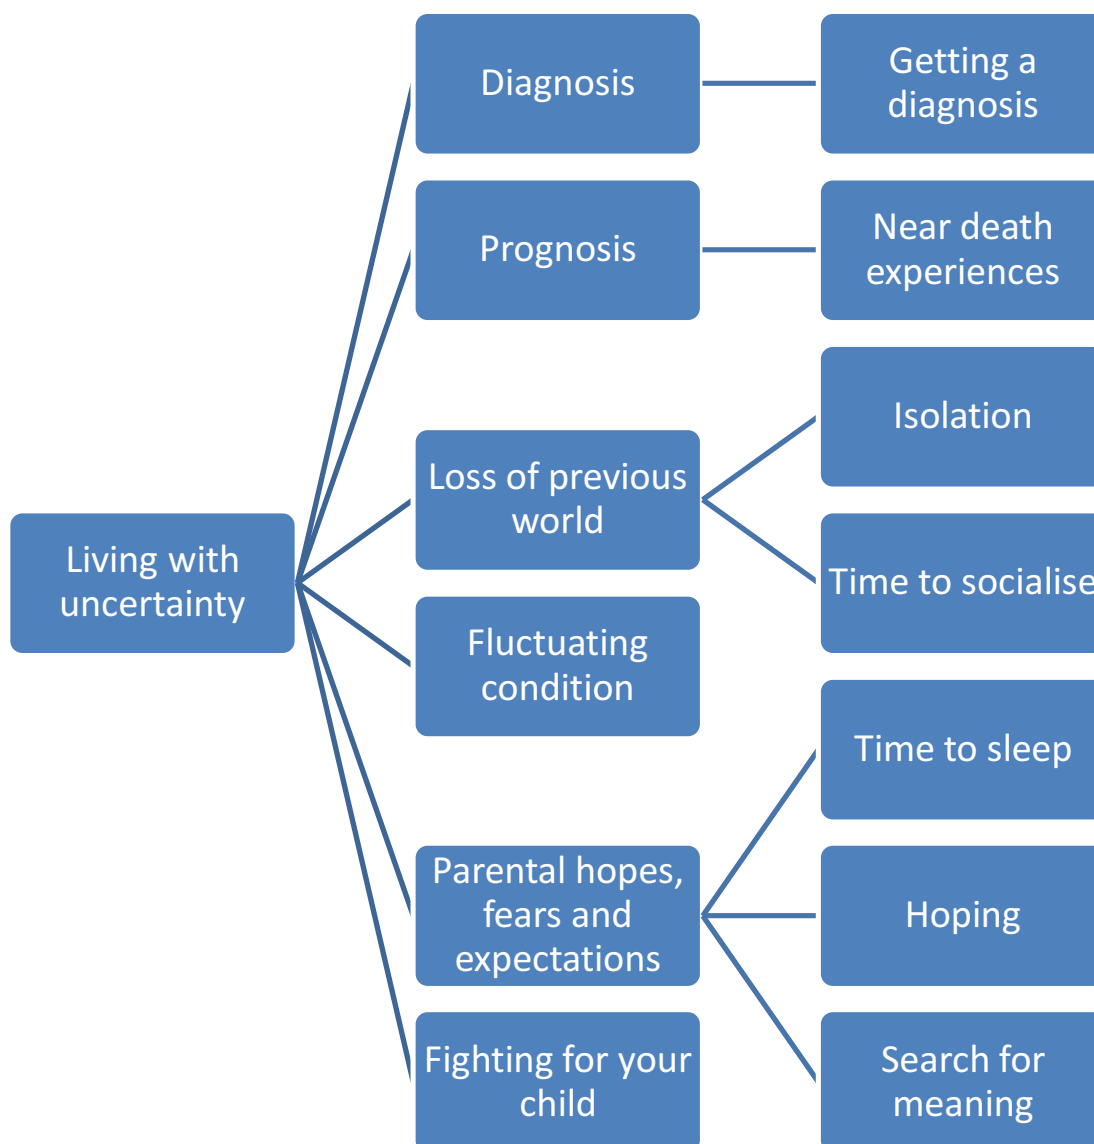 Diagnosis
Getting a
diagnosis
Prognosis
Near death
experiences
Isolation
Loss of previous
world
Time to socialise
Living with
uncertainty
Fluctuating
condition
Time to sleep
Parental hopes,
fears and
expectations
Hoping
Fighting for your
child
Search for
meaning